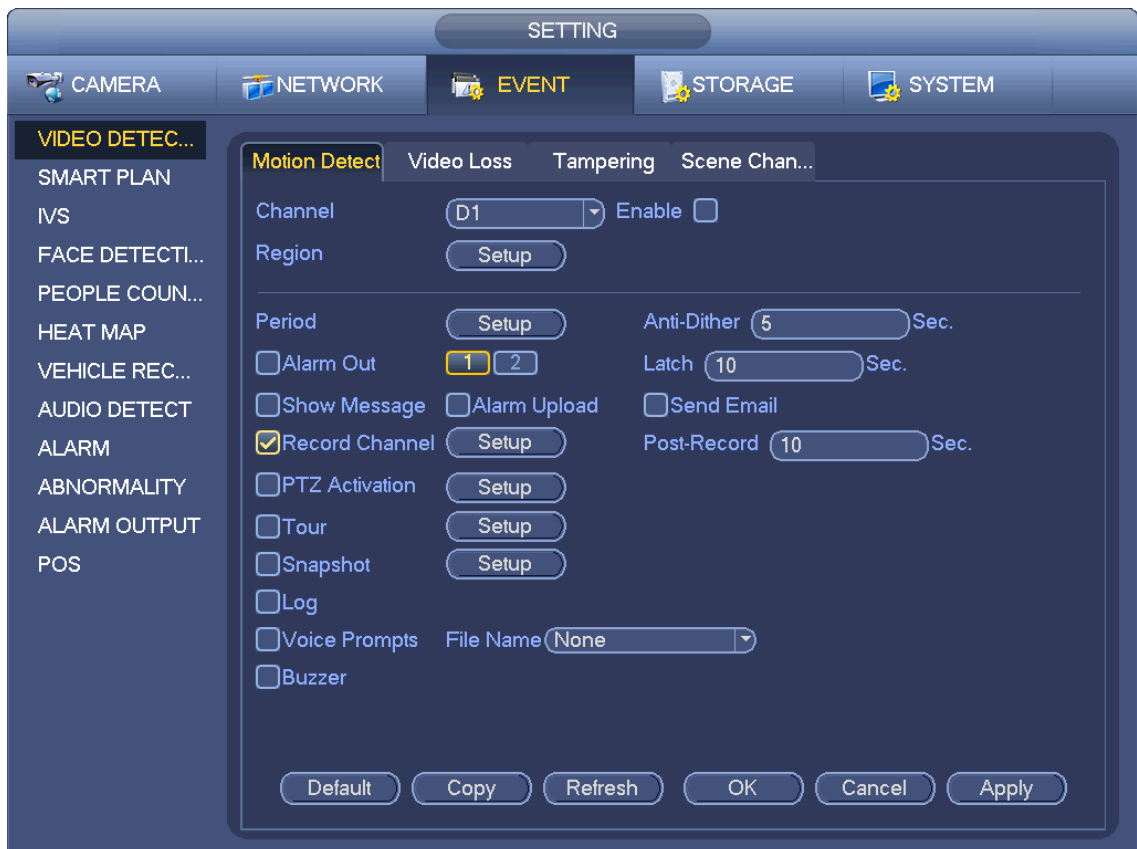 SETTING
CAMERA NETWORK EVENT STORAGE SYSTEM
VIDEO DETEC...
SMART PLAN
IVS
FACE DETECTI...
PEOPLE COUN...
HEAT MAP
VEHICLE REC...
AUDIO DETECT
ALARM
ABNORMALITY
ALARM OUTPUT
POS
Motion Detect Video Loss Tampering Scene Chan...
Channel D1 Enable
Region Setup
Period Setup Anti-Dither 5 Sec.
Alarm Out 1 2 Latch 10 Sec.
Show Message Alarm Upload Send Email
Record Channel Setup Post-Record 10 Sec.
PTZ Activation Setup
Tour Setup
Snapshot Setup
Log
Voice Prompts File Name None
Buzzer
Default Copy Refresh OK Cancel Apply